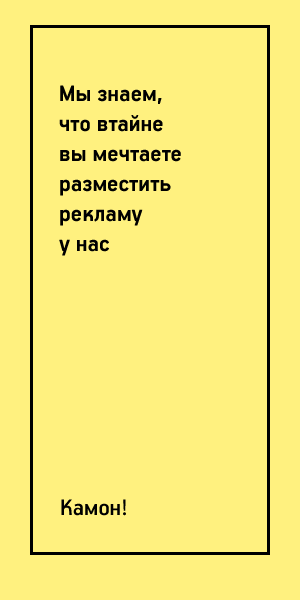 Мы знаем,
что втайне
вы мечтаете
разместить
рекламу
у нас
Камон!